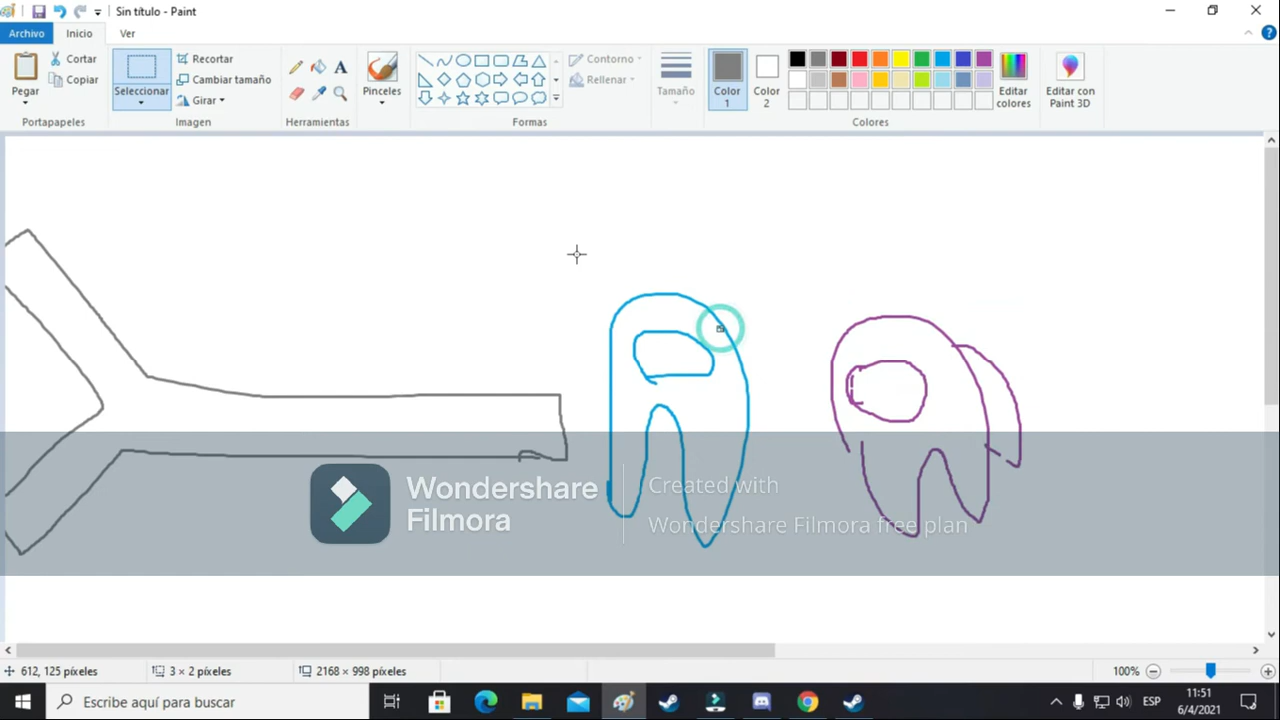 Sin título - Paint
Archivo Inicio Ver
Pegar
Cortar
Copiar
Portapapeles
Seleccionar
Recortar
Cambiar tamaño
Girar
Imagen
A
Herramientas
Pinceles
Contorno
Rellenar
Formas
Tamaño
Color 1
Color 2
Editar colores
Colores
Editar con Paint 3D
Wondershare
Filmora
Created with
Wondershare Filmora free plan
612, 125 píxeles 3 × 2 píxeles 2168 × 998 píxeles 100%
Escribe aquí para buscar
ESP
11:51
6/4/2021